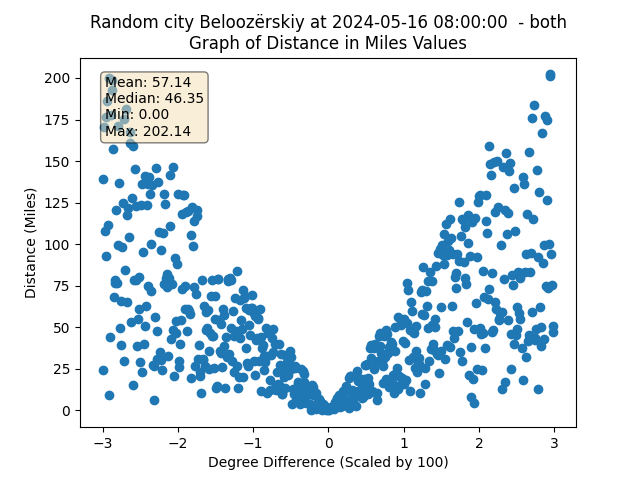 Random city Beloozërskiy at 2024-05-16 08:00:00  - both
Graph of Distance in Miles Values
Mean: 57.14
Median: 46.35
Min: 0.00
Max: 202.14
Distance (Miles)
200
175
150
125
100
75
50
25
0
−3
−2
−1
0
1
2
3
Degree Difference (Scaled by 100)